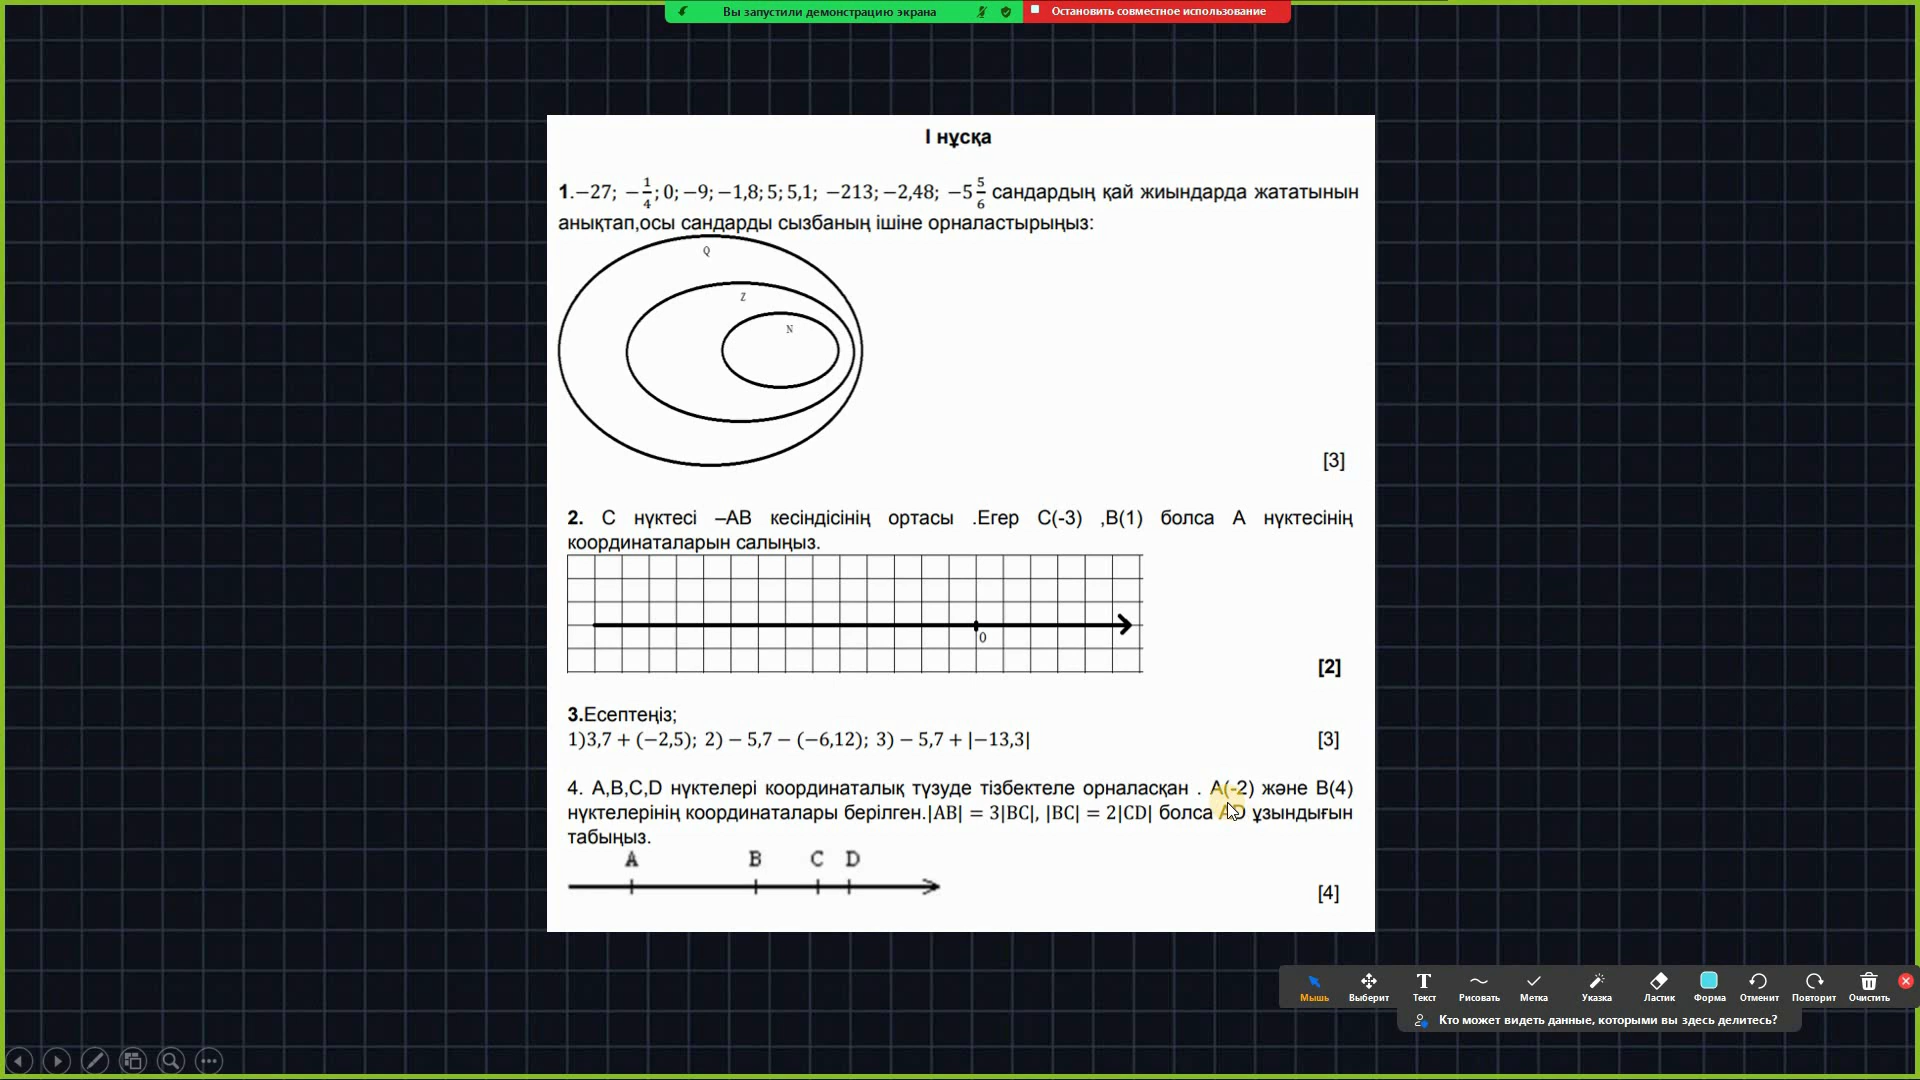 Вы запустили демонстрацию экрана
Остановить совместное использование
І нұсқа
1.−27; −1/4; 0; −9; −1,8; 5; 5,1; −213; −2,48; −5 5/6 сандардың қай жиындарда жататынын
анықтап,осы сандарды сызбаның ішіне орналастырыңыз:
Q
Z
N
[3]
2. С нүктесі –АВ кесіндісінің ортасы .Егер С(-3) ,В(1) болса А нүктесінің
координаталарын салыңыз.
0
[2]
3.Есептеңіз;
1)3,7 + (−2,5); 2) − 5,7 − (−6,12); 3) − 5,7 + |−13,3|
[3]
4. A,B,C,D нүктелері координаталық түзуде тізбектеле орналасқан . А(-2) және В(4)
нүктелерінің координаталары берілген.|AB| = 3|BC|, |BC| = 2|CD| болса AD ұзындығын
табыңыз.
A B C D
[4]
Мышь Выберит Текст Рисовать Метка Указка Ластик Форма Отменит Повторит Очистить
Кто может видеть данные, которыми вы здесь делитесь?